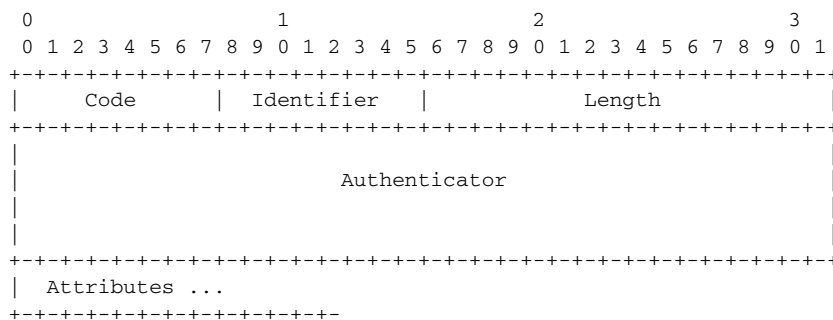 0                   1                   2                   3
 0 1 2 3 4 5 6 7 8 9 0 1 2 3 4 5 6 7 8 9 0 1 2 3 4 5 6 7 8 9 0 1
+-+-+-+-+-+-+-+-+-+-+-+-+-+-+-+-+-+-+-+-+-+-+-+-+-+-+-+-+-+-+-+-+
|     Code      |  Identifier   |            Length             |
+-+-+-+-+-+-+-+-+-+-+-+-+-+-+-+-+-+-+-+-+-+-+-+-+-+-+-+-+-+-+-+-+
|                                                               |
|                         Authenticator                         |
|                                                               |
|                                                               |
+-+-+-+-+-+-+-+-+-+-+-+-+-+-+-+-+-+-+-+-+-+-+-+-+-+-+-+-+-+-+-+-+
|  Attributes ...
+-+-+-+-+-+-+-+-+-+-+-+-+-